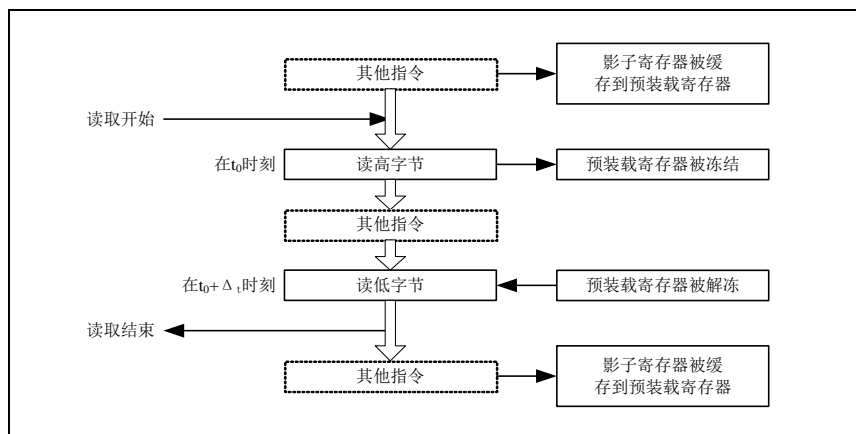 其他指令
影子寄存器被缓
存到预装载寄存器
读取开始
在t₀时刻
读高字节
预装载寄存器被冻结
其他指令
在t₀+Δₜ时刻
读低字节
预装载寄存器被解冻
读取结束
其他指令
影子寄存器被缓
存到预装载寄存器